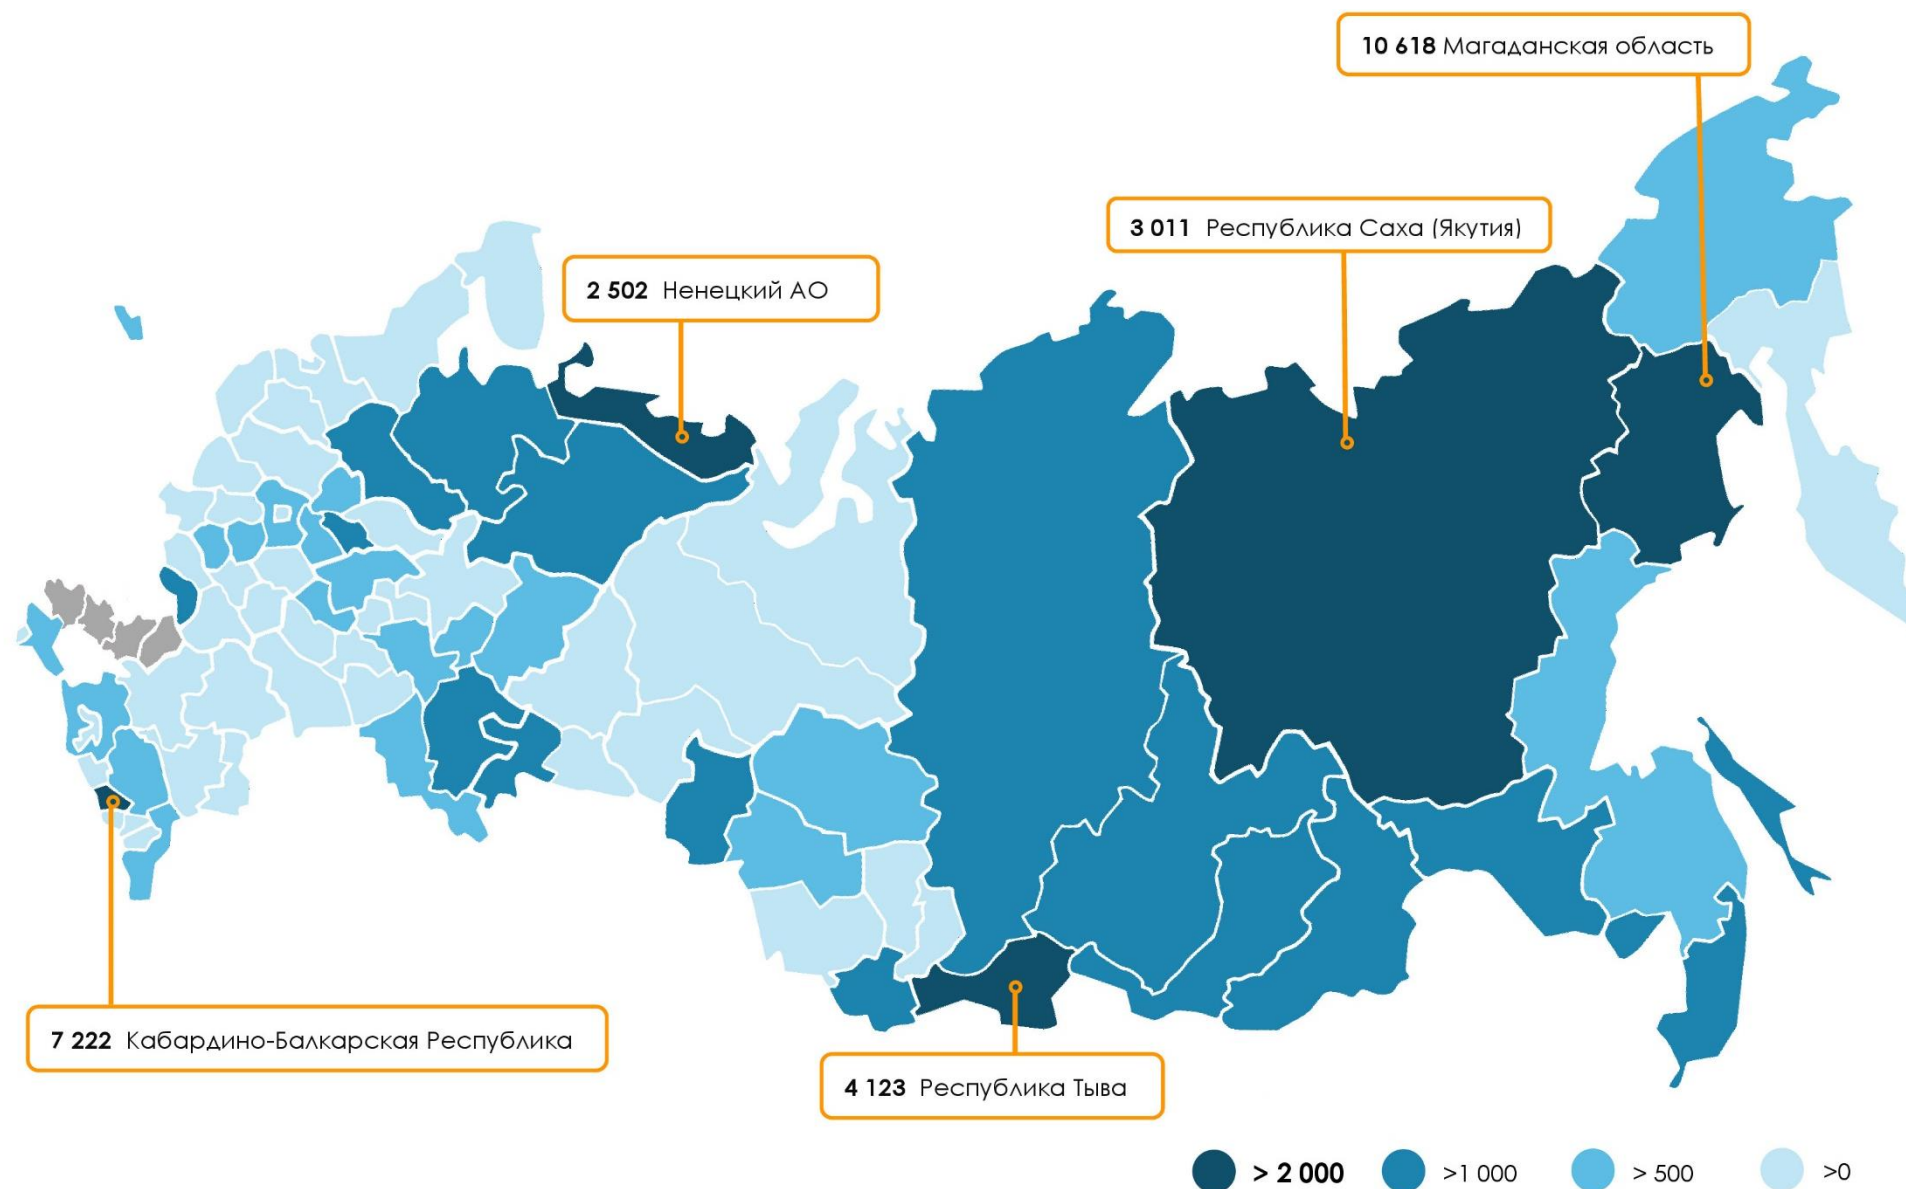 10 618 Магаданская область
3 011 Республика Саха (Якутия)
2 502 Ненецкий АО
7 222 Кабардино-Балкарская Республика
4 123 Республика Тыва
> 2 000 >1 000 > 500 >0